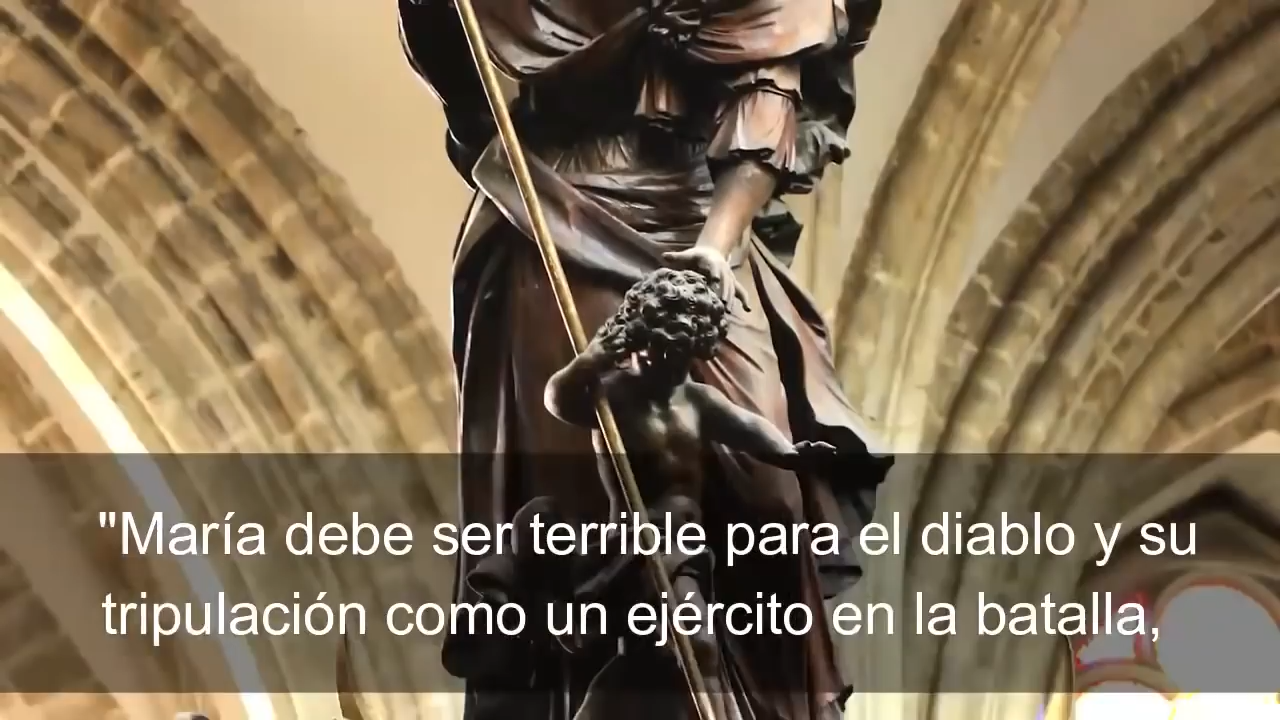 "María debe ser terrible para el diablo y su
tripulación como un ejército en la batalla,